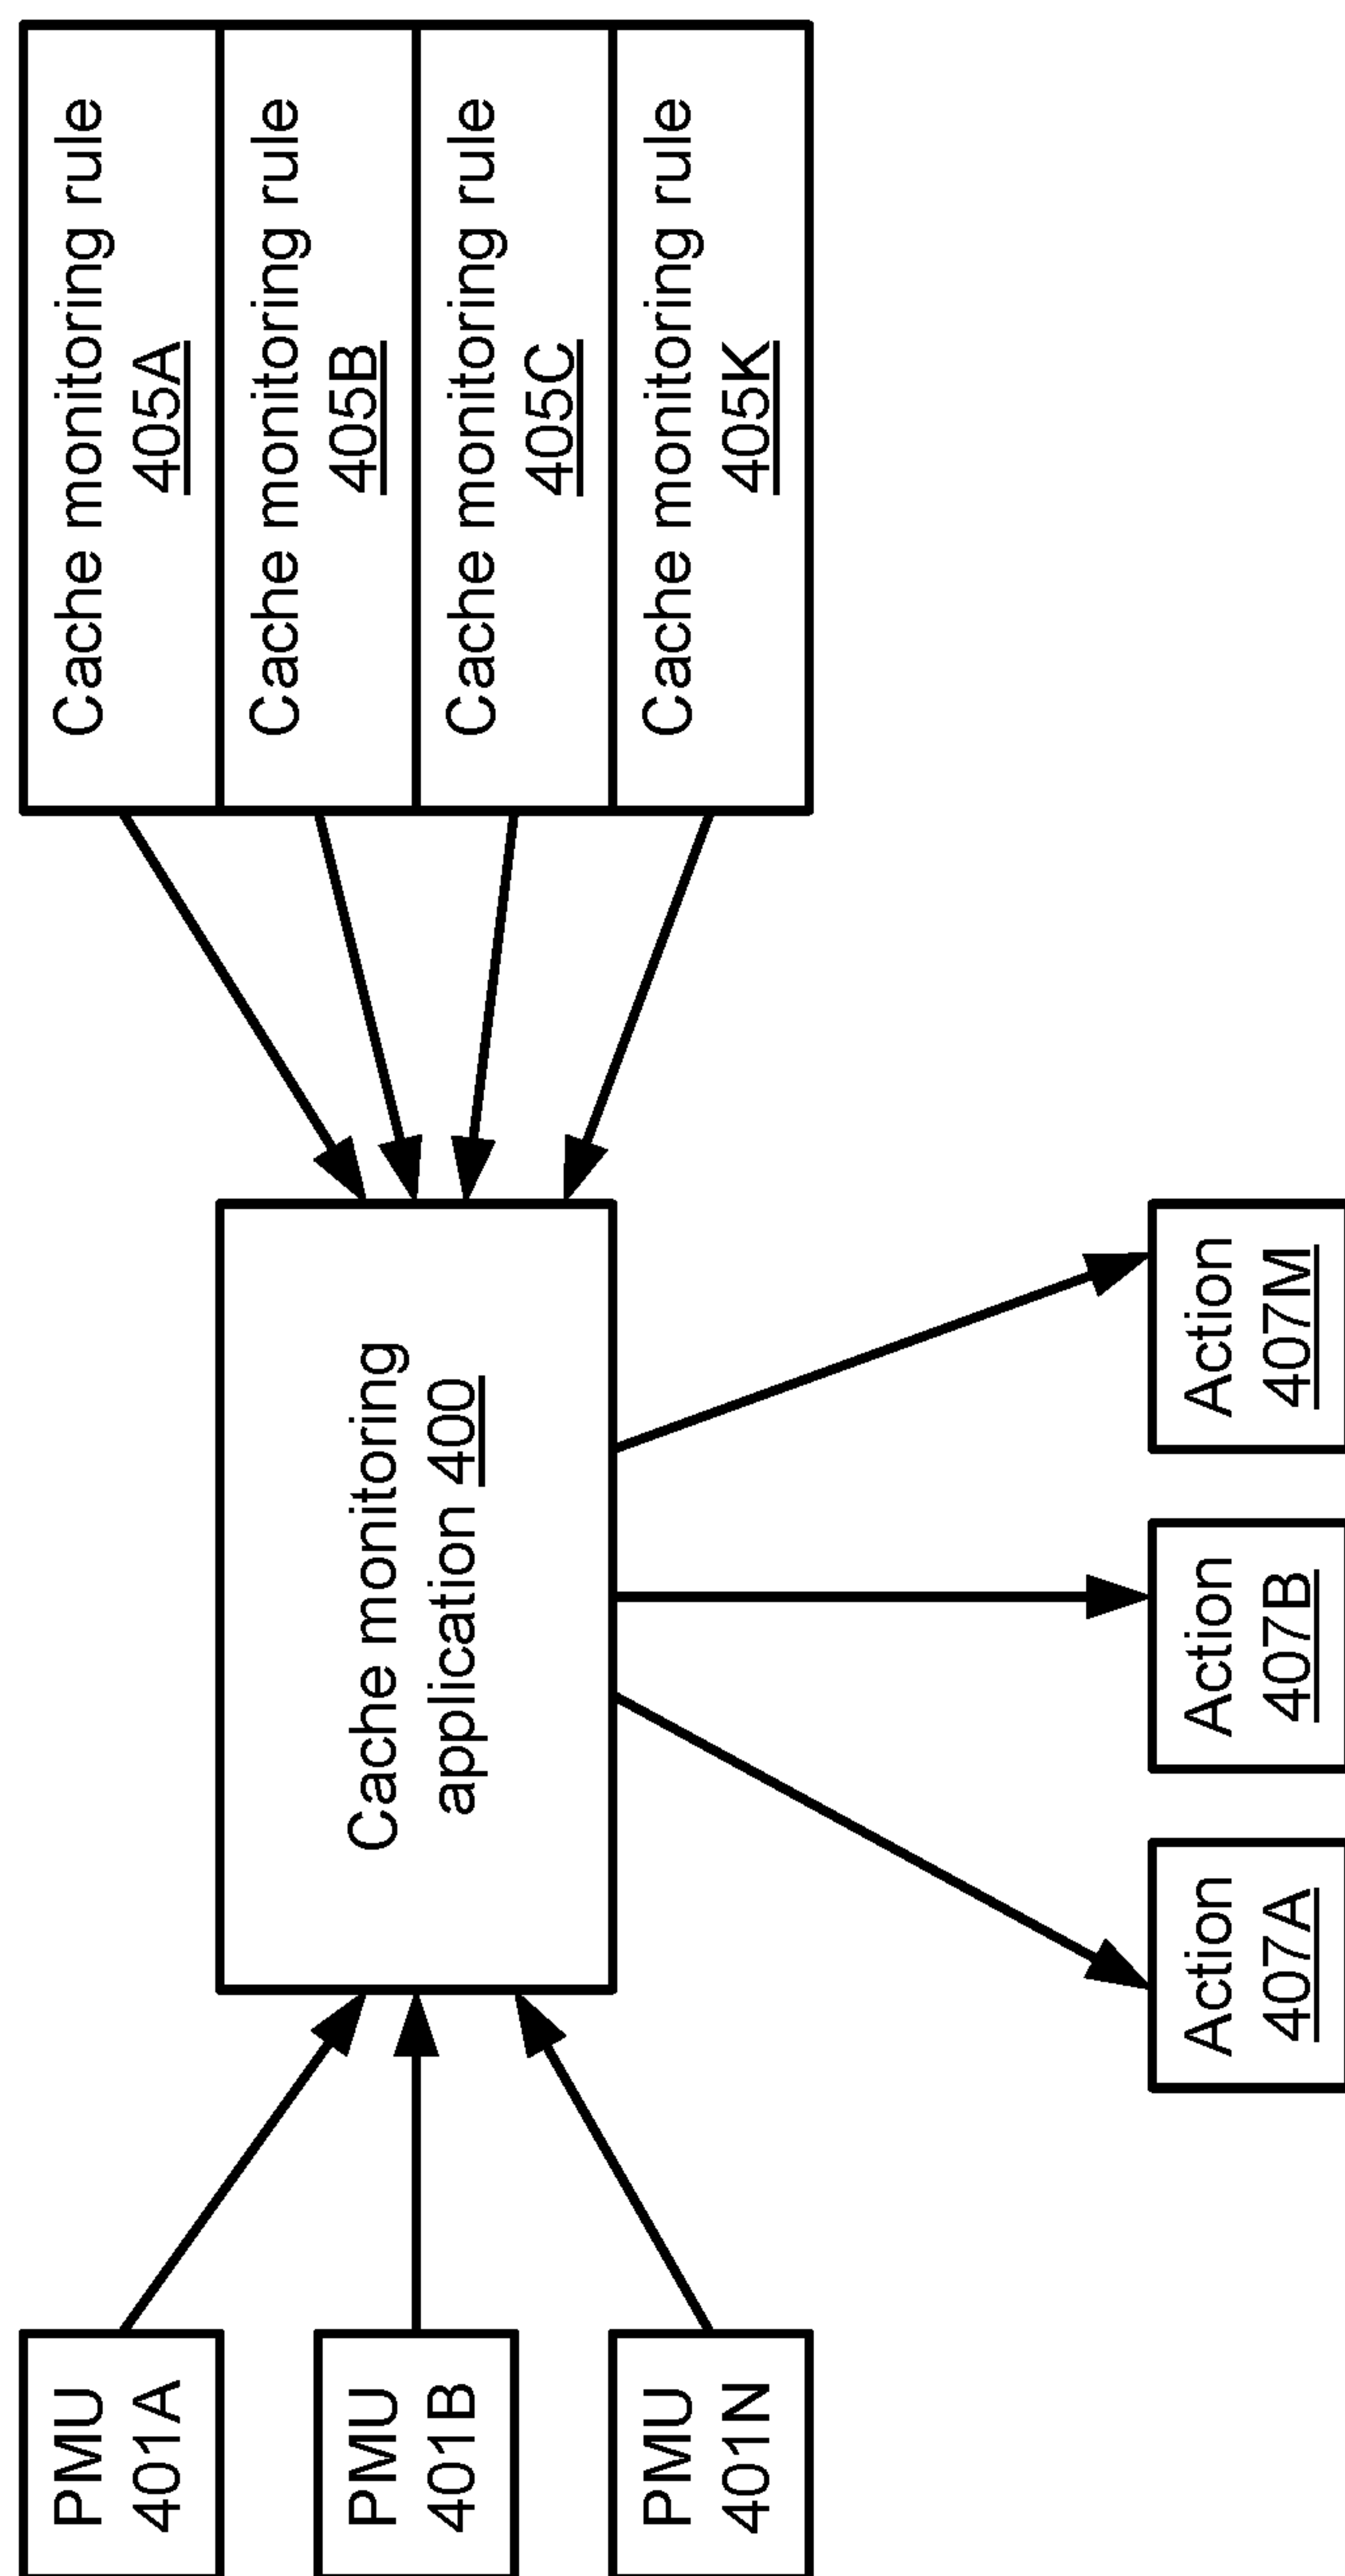 PMU
401A
PMU
401B
PMU
401N
Cache monitoring
application 400
Cache monitoring rule
405A
Cache monitoring rule
405B
Cache monitoring rule
405C
Cache monitoring rule
405K
Action
407A
Action
407B
Action
407M